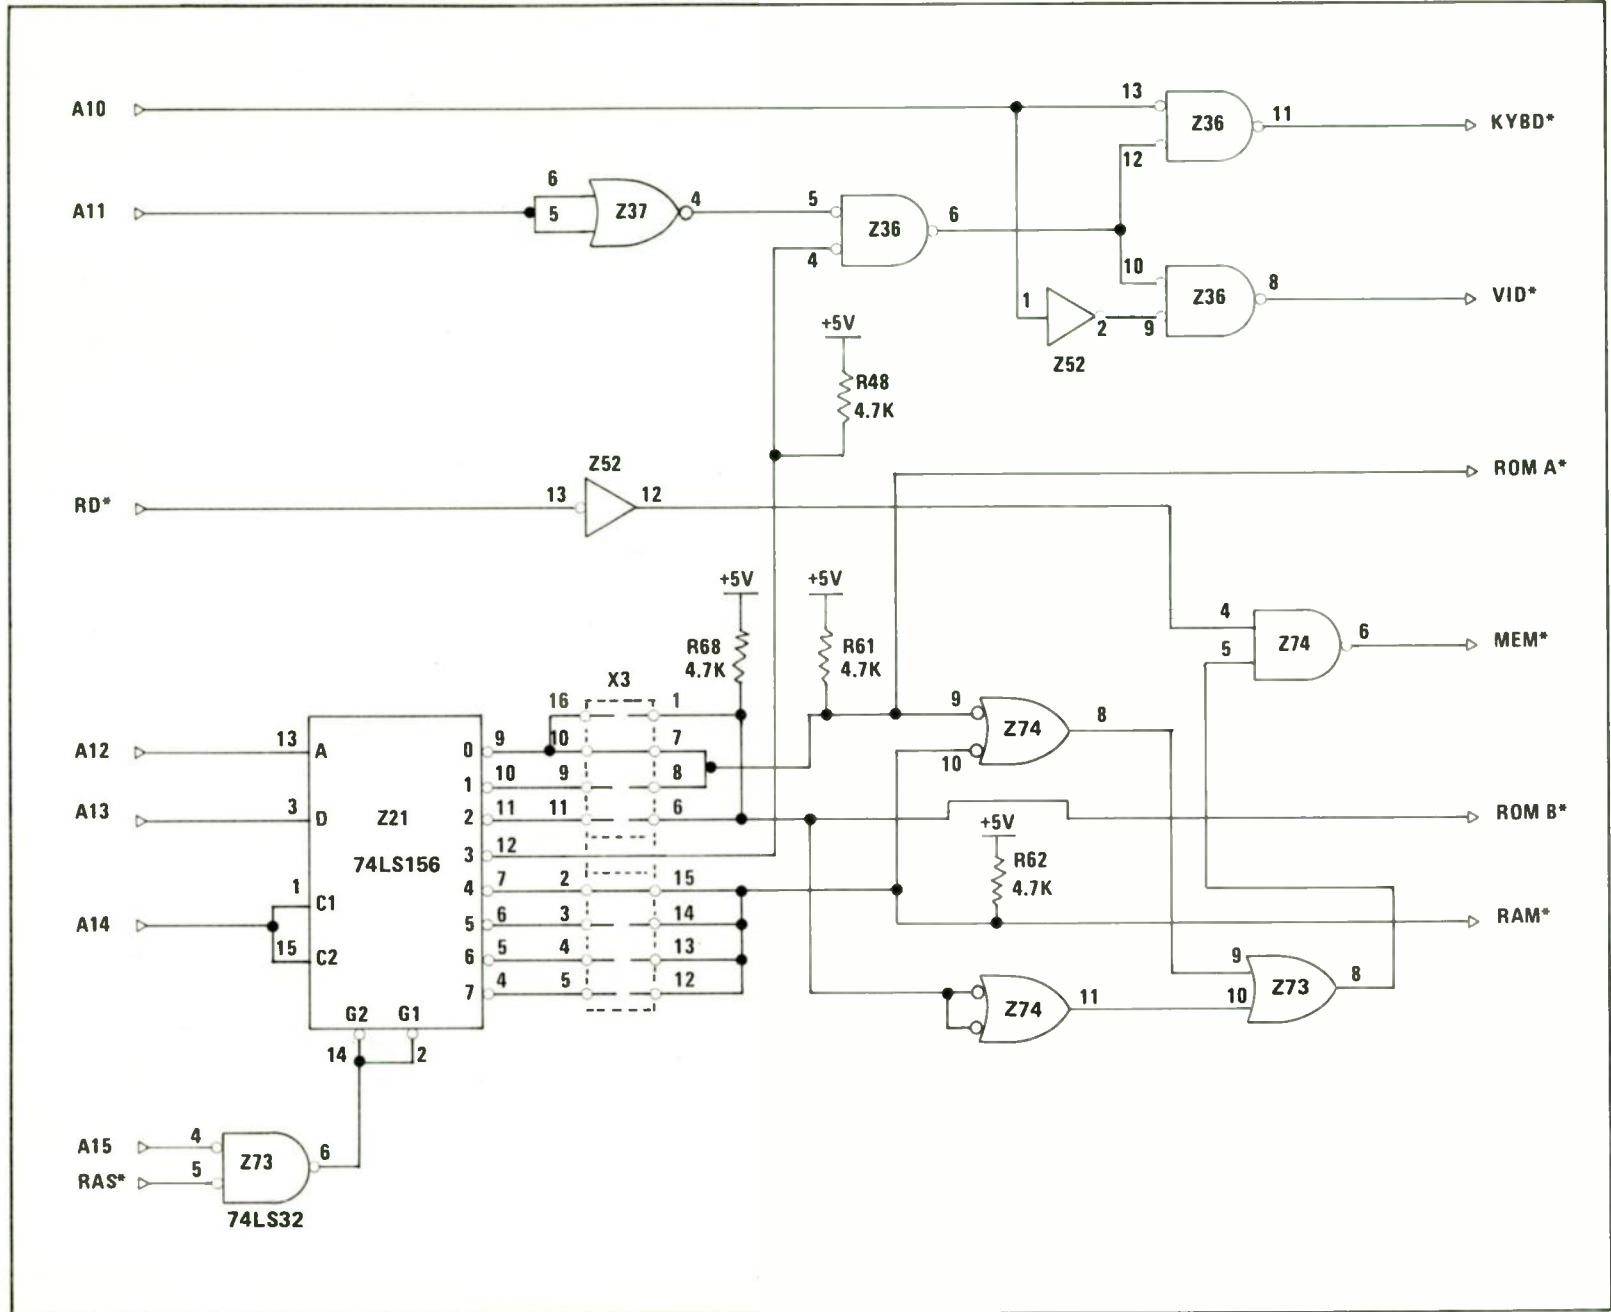 A10
13
Z36
11
KYBD*
12
A11
6
5
Z37
4
5
4
Z36
6
10
9
Z36
8
VID*
1
2
Z52
+5V
R48
4.7K
ROM A*
RD*
13
Z52
12
+5V
R68
4.7K
+5V
R61
4.7K
4
5
Z74
6
MEM*
X3
16
1
9
10
Z74
8
A12
13
A
0
9
10
7
1
10
9
8
A13
3
D
Z21
74LS156
2
11
11
6
ROM B*
3
12
+5V
R62
4.7K
1
C1
4
7
2
15
A14
15
C2
5
6
3
14
RAM*
6
5
4
13
7
4
5
12
Z74
11
9
10
Z73
8
G2
G1
14
2
A15
4
RAS*
5
Z73
6
74LS32